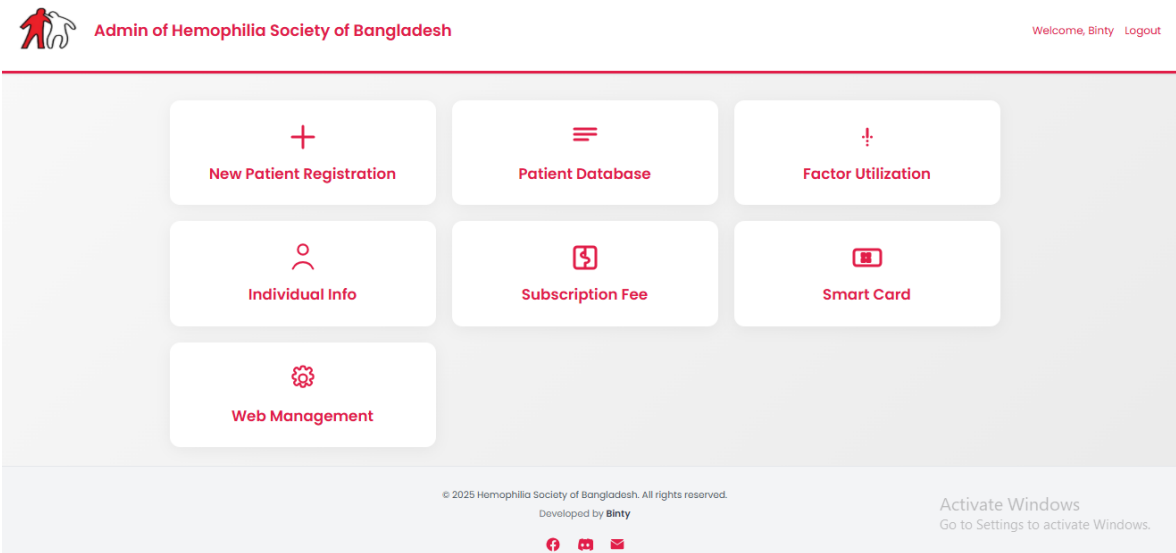 Admin of Hemophilia Society of Bangladesh
Welcome, Binty Logout
New Patient Registration
Patient Database
Factor Utilization
Individual Info
Subscription Fee
Smart Card
Web Management
© 2025 Hemophilia Society of Bangladesh. All rights reserved.
Developed by Binty
Activate Windows
Go to Settings to activate Windows.